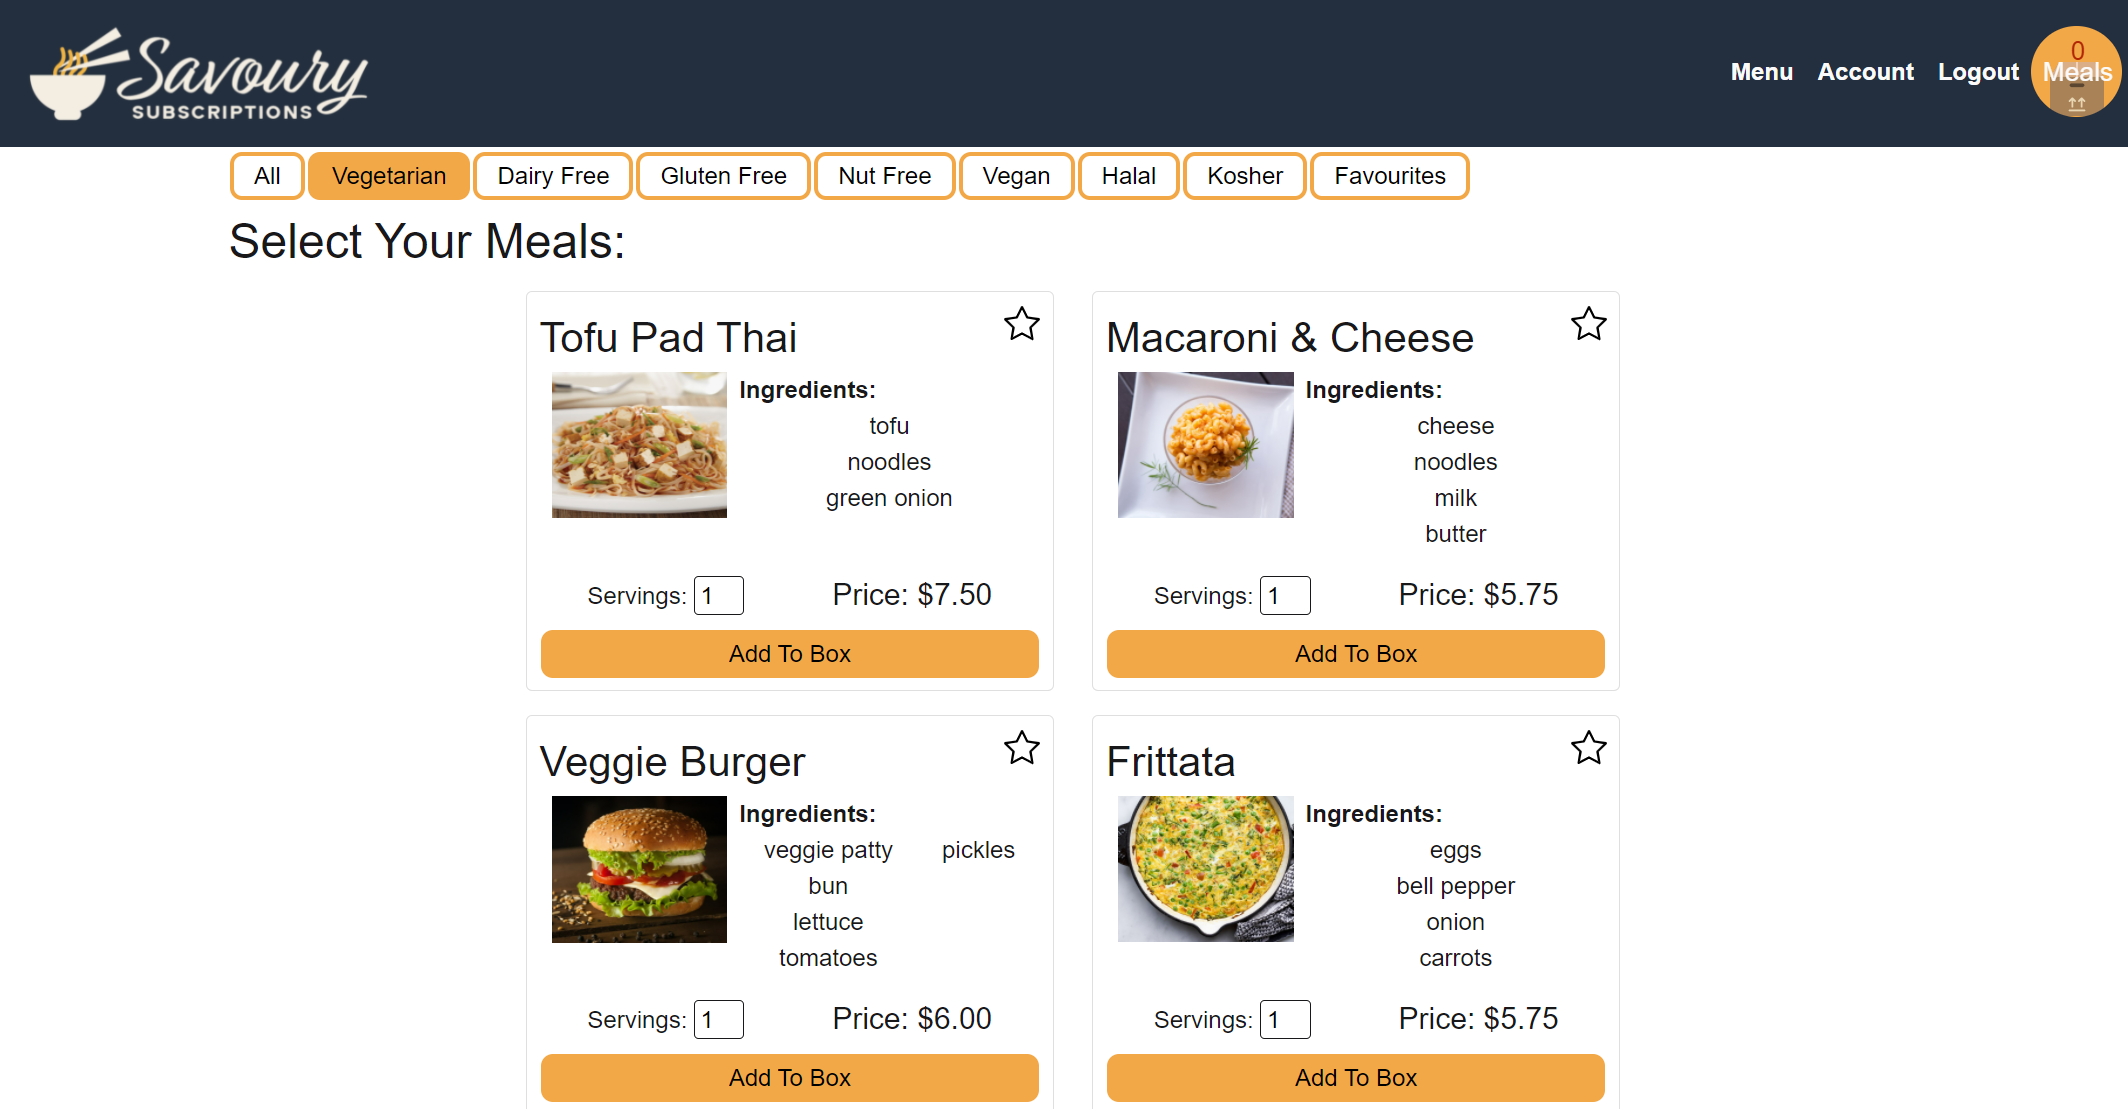 Savoury
SUBSCRIPTIONS
Menu Account Logout
0
Meals
All Vegetarian Dairy Free Gluten Free Nut Free Vegan Halal Kosher Favourites
Select Your Meals:
Tofu Pad Thai
Ingredients:
tofu
noodles
green onion
Servings: 1 Price: $7.50
Add To Box
Macaroni & Cheese
Ingredients:
cheese
noodles
milk
butter
Servings: 1 Price: $5.75
Add To Box
Veggie Burger
Ingredients:
veggie patty pickles
bun
lettuce
tomatoes
Servings: 1 Price: $6.00
Add To Box
Frittata
Ingredients:
eggs
bell pepper
onion
carrots
Servings: 1 Price: $5.75
Add To Box